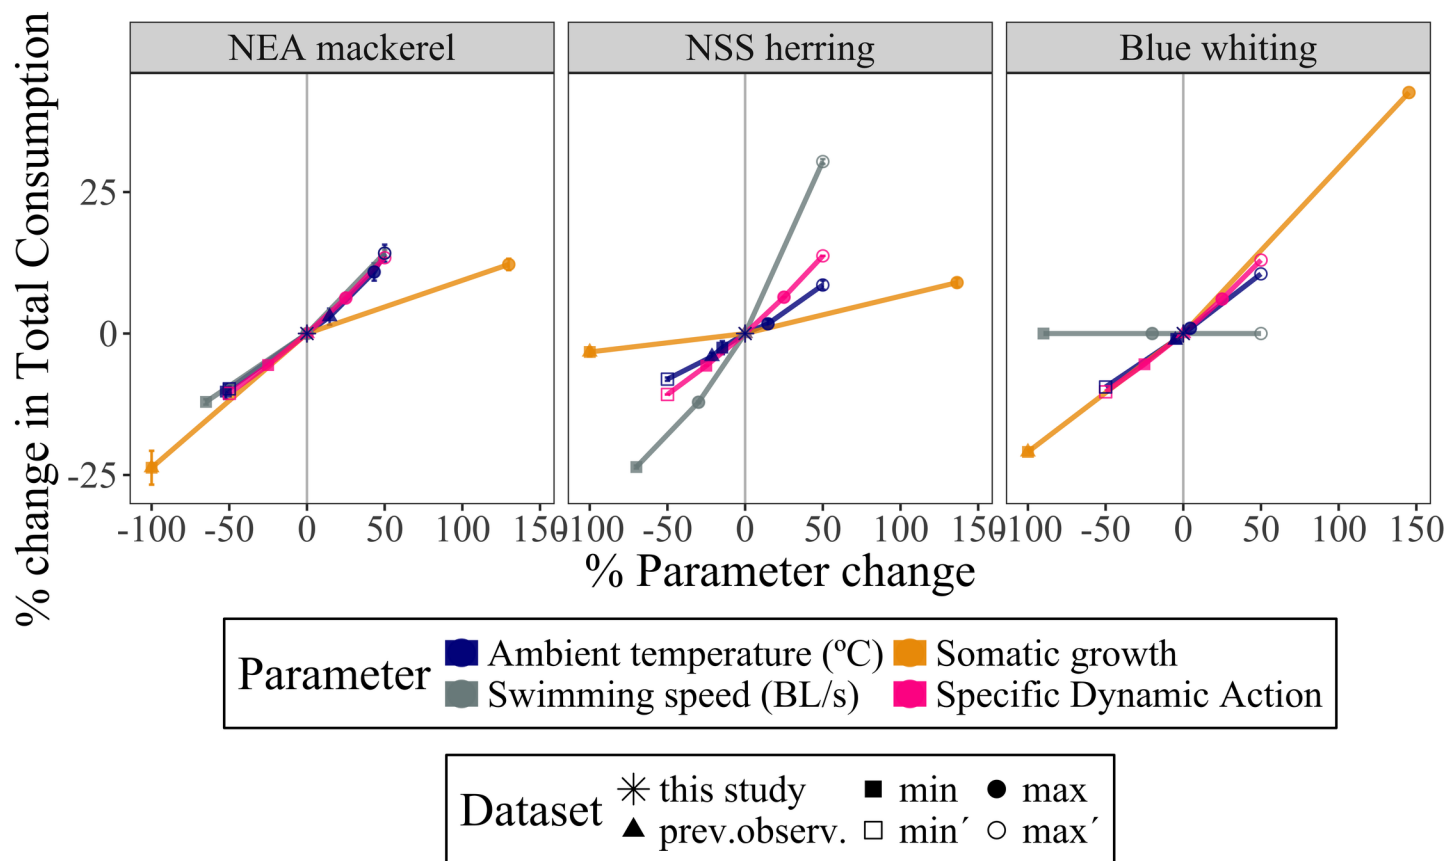 % change in Total Consumption
NEA mackerel
NSS herring
Blue whiting
25
0
-25
-100 -50 0 50 100 150
-100 -50 0 50 100 150
-100 -50 0 50 100 150
% Parameter change
Parameter
Ambient temperature (ºC)
Somatic growth
Swimming speed (BL/s)
Specific Dynamic Action
Dataset
this study
min
max
prev.observ.
min´
max´